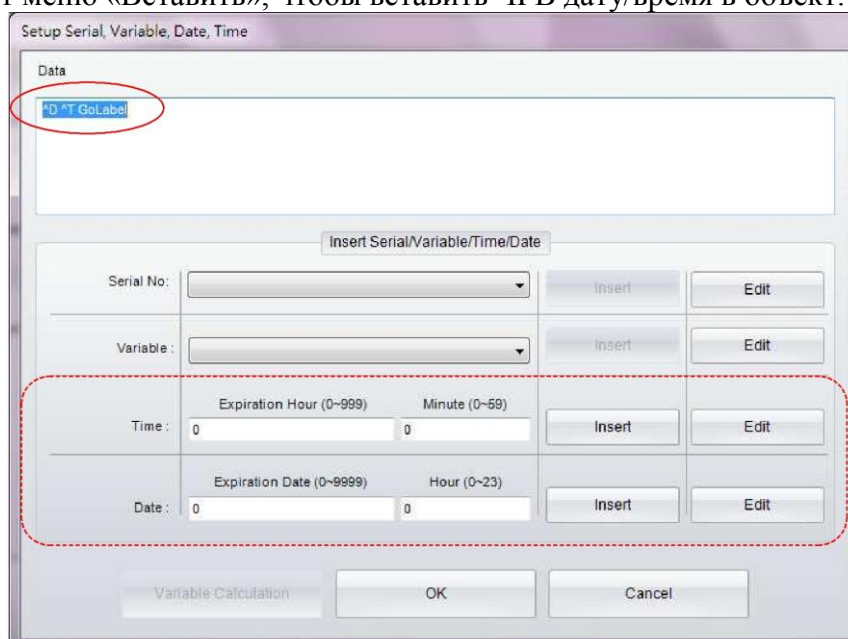 меню «Вставить», чтобы вставить
дату/время в объект.
Setup Serial, Variable, Date, Time
Data
^D ^T GoLabel
Insert Serial/Variable/Time/Date
Serial No:
Insert
Edit
Variable :
Insert
Edit
Expiration Hour (0~999)
Minute (0~59)
Time :
0
0
Insert
Edit
Expiration Date (0~9999)
Hour (0~23)
Date :
0
0
Insert
Edit
Variable Calculation
OK
Cancel